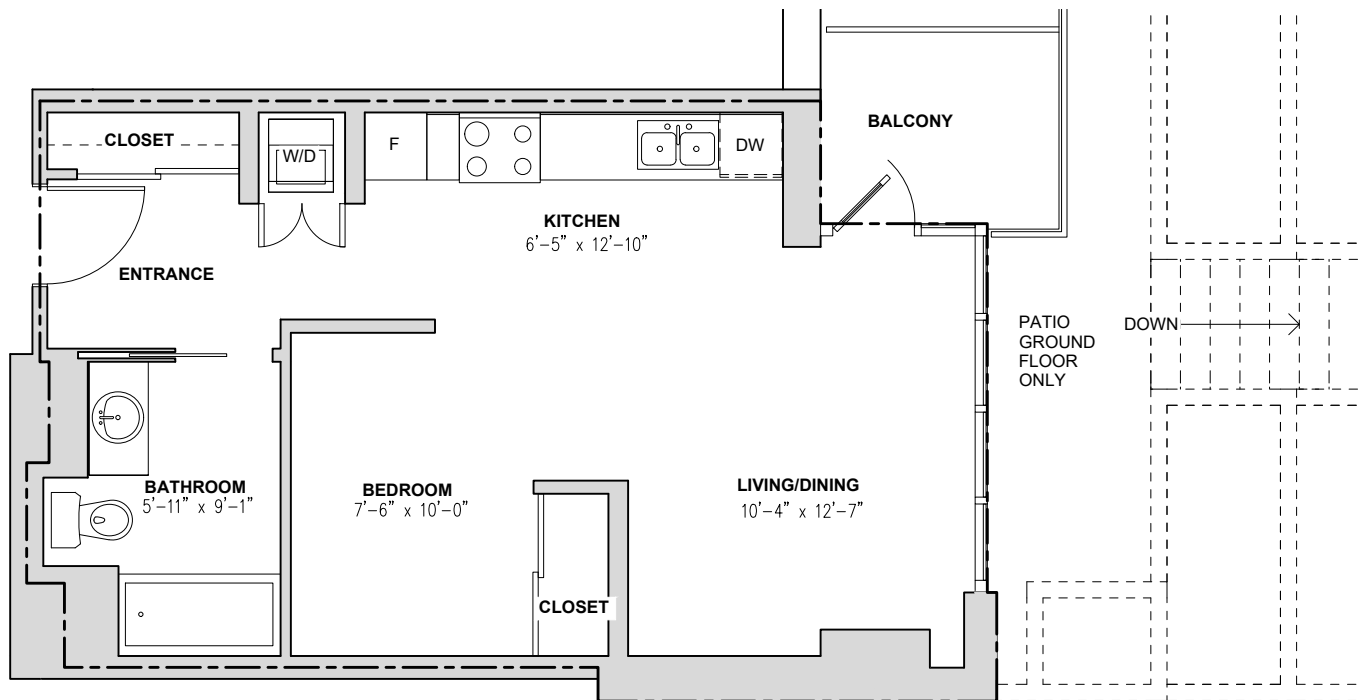 CLOSET
W/D
F
DW
BALCONY
KITCHEN
6'-5" x 12'-10"
ENTRANCE
PATIO
GROUND
FLOOR
ONLY
DOWN
BATHROOM
5'-11" x 9'-1"
BEDROOM
7'-6" x 10'-0"
LIVING/DINING
10'-4" x 12'-7"
CLOSET